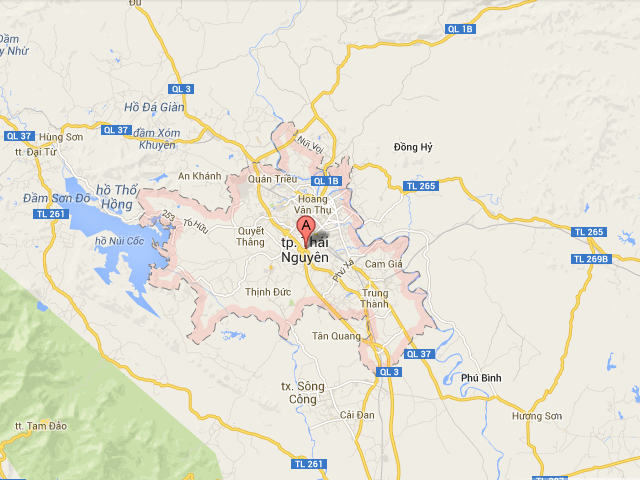 Đu
Đầm
y Nhừ
QL 1B
QL 3
Hồ Đá Giàn
QL 37
QL 37
Hùng Sơn
đầm Xóm
Khuyên
Núi Voi
tt. Đại Từ
Đồng Hỷ
An Khánh
Quán Triều
QL 1B
TL 265
Đầm Sơn Đô
hồ Thổ
Hồng
Hoàng
Văn Thụ
TL 261
253
Tố Hữu
Quyết
Thắng
A
TL 265
hồ Núi Cốc
tp. Thái
Nguyên
TL 269B
Phú Xá
Cam Giá
Thịnh Đức
Trung
Thành
Tân Quang
QL 37
QL 3
Phú Bình
tx. Sông
Công
Cải Đan
Hương Sơn
tt. Tam Đảo
TL 261